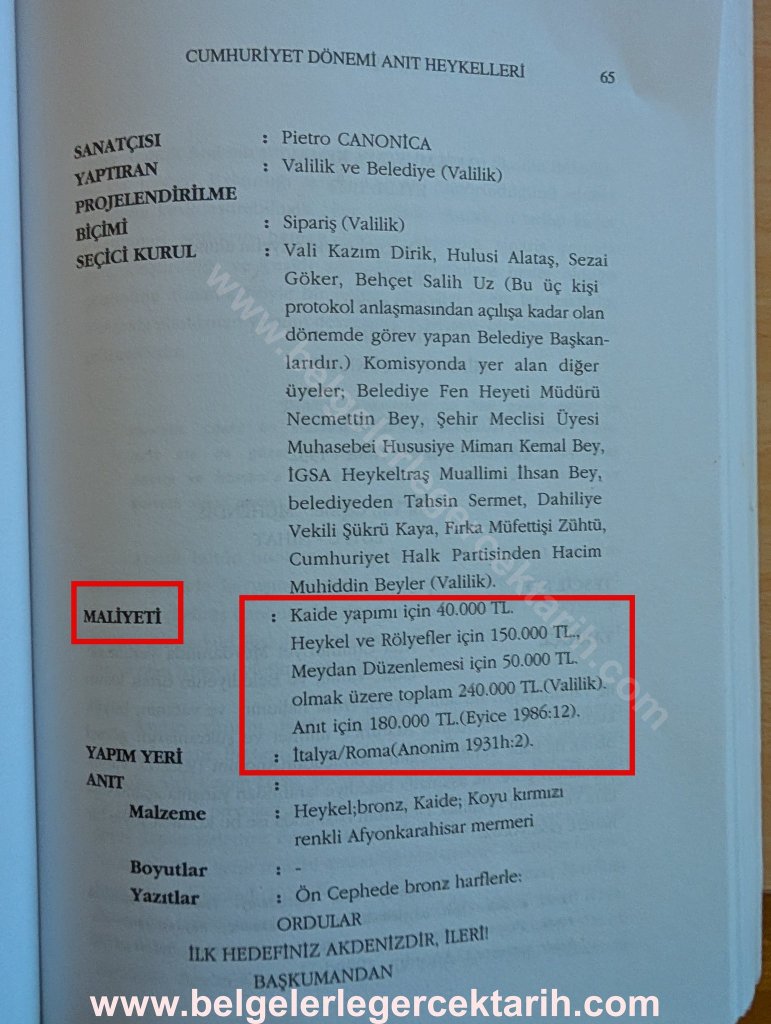 CUMHURİYET DÖNEMİ ANIT HEYKELLERİ 65
SANATÇISI : Pietro CANONİCA
YAPTIRAN : Valilik ve Belediye (Valilik)
PROJELENDİRİLME
BİÇİMİ : Sipariş (Valilik)
SEÇİCİ KURUL : Vali Kazım Dirik, Hulusi Alataş, Sezai
Göker, Behçet Salih Uz (Bu üç kişi
protokol anlaşmasından açılışa kadar olan
dönemde görev yapan Belediye Başkan-
larıdır.) Komisyonda yer alan diğer
üyeler; Belediye Fen Heyeti Müdürü
Necmettin Bey, Şehir Meclisi Üyesi
Muhasebei Hususiye Mimarı Kemal Bey,
İGSA Heykeltraş Muallimi İhsan Bey,
belediyeden Tahsin Sermet, Dahiliye
Vekili Şükrü Kaya, Fırka Müfettişi Zühtü,
Cumhuriyet Halk Partisinden Hacim
Muhiddin Beyler (Valilik).
MALİYETİ : Kaide yapımı için 40.000 TL.
Heykel ve Rölyefler için 150.000 TL.,
Meydan Düzenlemesi için 50.000 TL.
olmak üzere toplam 240.000 TL.(Valilik).
Anıt için 180.000 TL.(Eyice 1986:12).
YAPIM YERİ : İtalya/Roma(Anonim 1931h:2).
ANIT :
Malzeme : Heykel;bronz, Kaide; Koyu kırmızı
renkli Afyonkarahisar mermeri
Boyutlar : -
Yazıtlar : Ön Cephede bronz harflerle:
ORDULAR
İLK HEDEFİNİZ AKDENİZDİR, İLERİ!
BAŞKUMANDAN
www.belgelerlegercektarih.com
www.belgelerlegercektarih.com